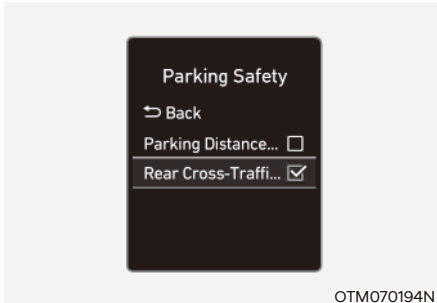 Parking Safety
Back
Parking Distance...
Rear Cross-Traffi...
OTM070194N